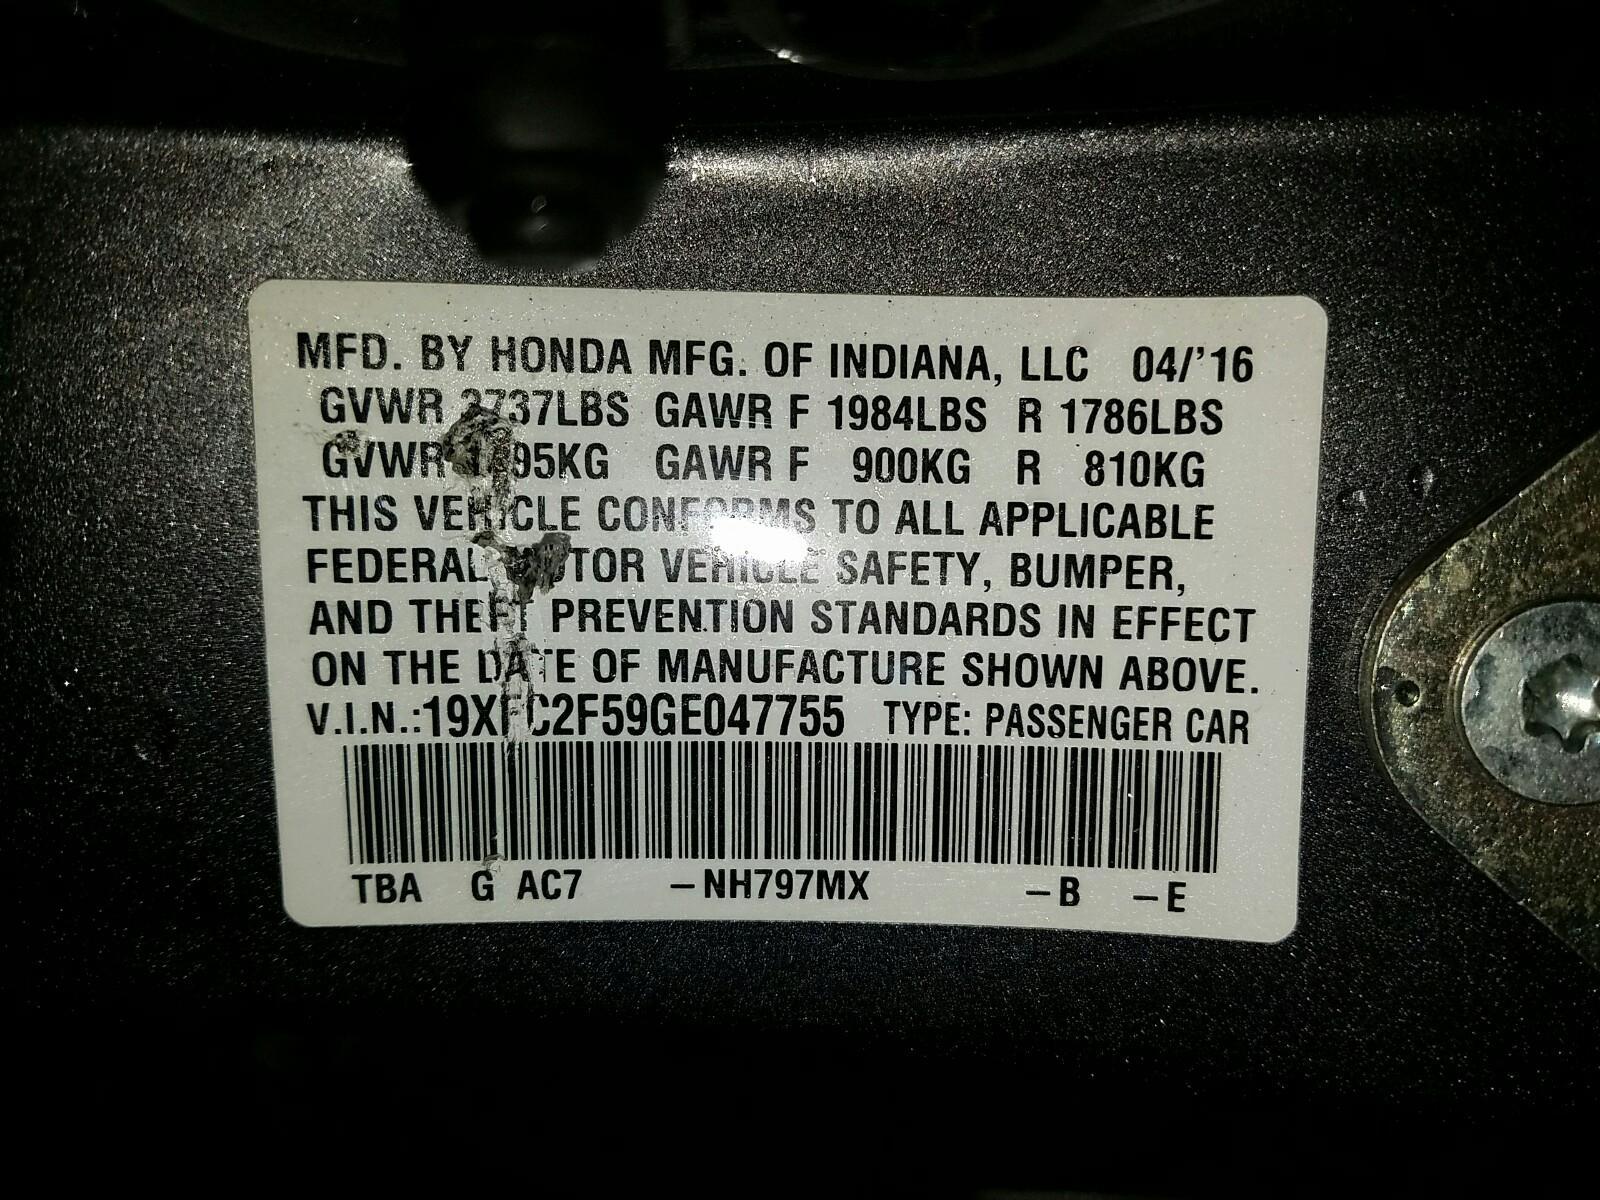 MFD. BY HONDA MFG. OF INDIANA, LLC 04/'16
GVWR 3737LBS GAWR F 1984LBS R 1786LBS
GVWR GAWR F 900KG R 810KG
THIS VEHICLE CONFORMS TO ALL APPLICABLE
FEDERAL MOTOR VEHICLE SAFETY, BUMPER,
AND THEFT PREVENTION STANDARDS IN EFFECT
ON THE DATE OF MANUFACTURE SHOWN ABOVE.
V.I.N.:19XFC2F59GE047755 TYPE: PASSENGER CAR
TBA G AC7 -NH797MX -B -E